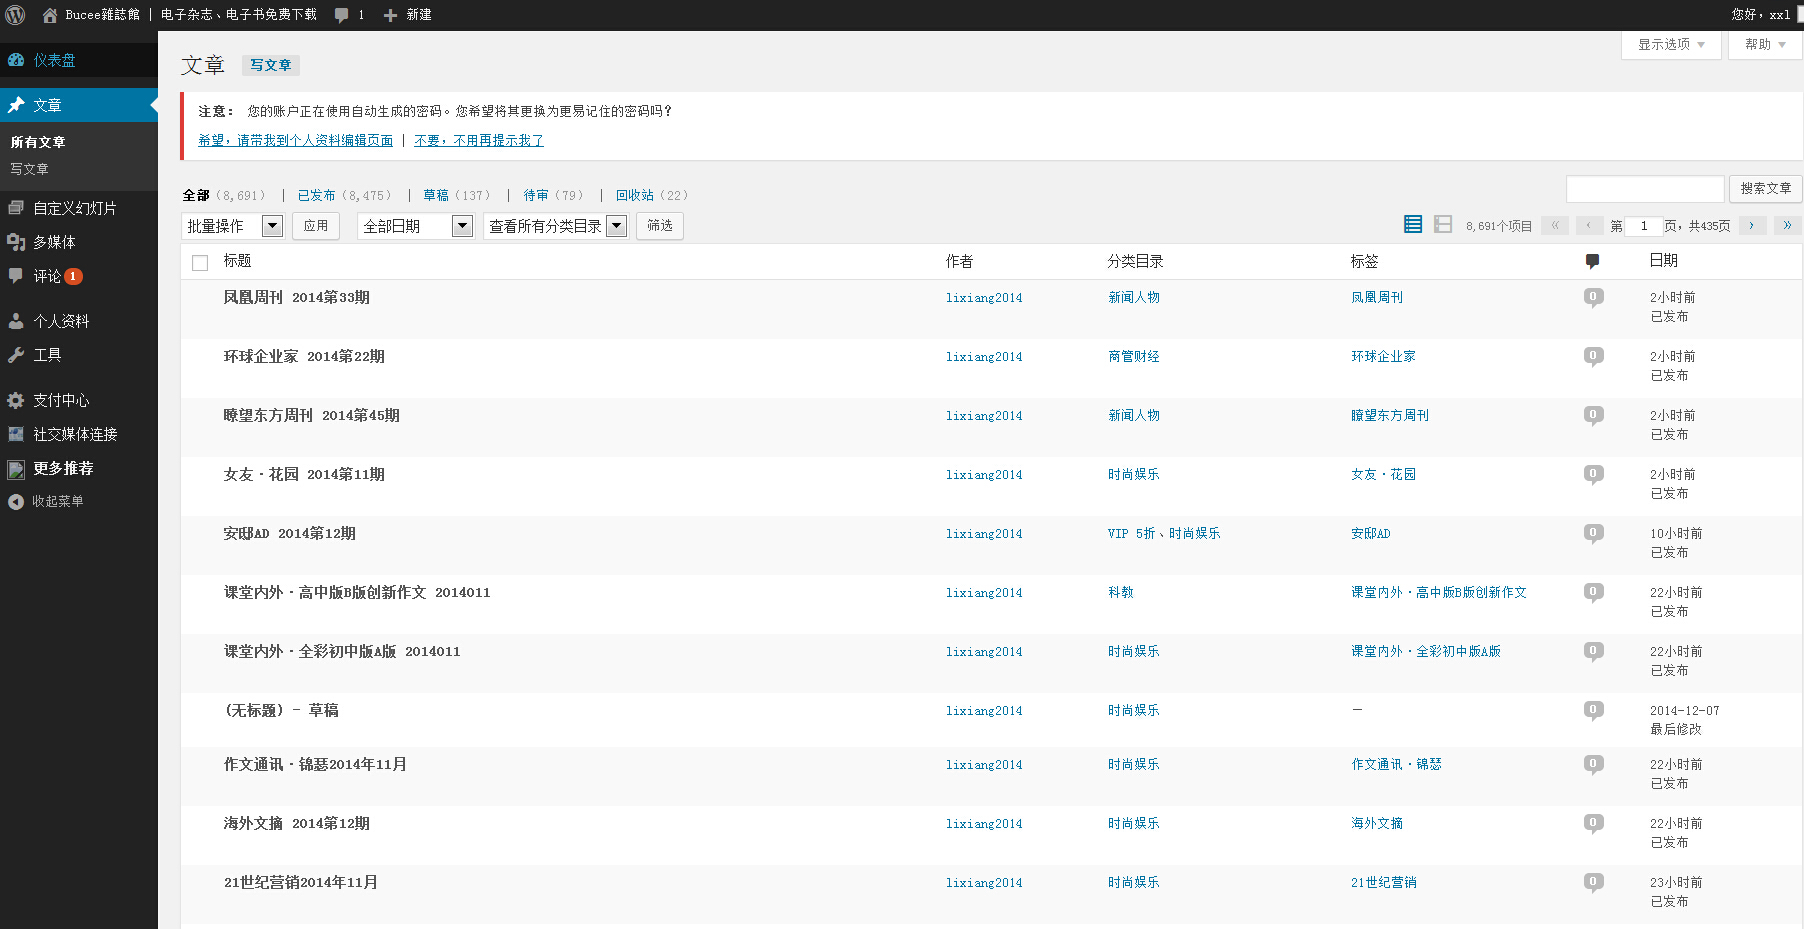 Bucee雜誌館 | 电子杂志、电子书免费下载 1 新建 您好，xxl
仪表盘
文章
所有文章
写文章
自定义幻灯片
多媒体
评论 1
个人资料
工具
支付中心
社交媒体连接
更多推荐
收起菜单
显示选项 帮助
文章 写文章
注意： 您的账户正在使用自动生成的密码。您希望将其更换为更易记住的密码吗?
希望，请带我到个人资料编辑页面 | 不要，不用再提示我了
全部（8,691） | 已发布（8,475） | 草稿（137） | 待审（79） | 回收站（22）
搜索文章
批量操作 应用 全部日期 查看所有分类目录 筛选 8,691个项目 « ‹ 第 1 页，共435页 › »
标题 作者 分类目录 标签 日期
凤凰周刊 2014第33期 lixiang2014 新闻人物 凤凰周刊 0 2小时前
已发布
环球企业家 2014第22期 lixiang2014 商管财经 环球企业家 0 2小时前
已发布
瞭望东方周刊 2014第45期 lixiang2014 新闻人物 瞭望东方周刊 0 2小时前
已发布
女友·花园 2014第11期 lixiang2014 时尚娱乐 女友·花园 0 2小时前
已发布
安邸AD 2014第12期 lixiang2014 VIP 5折、时尚娱乐 安邸AD 0 10小时前
已发布
课堂内外·高中版B版创新作文 2014011 lixiang2014 科教 课堂内外·高中版B版创新作文 0 22小时前
已发布
课堂内外·全彩初中版A版 2014011 lixiang2014 时尚娱乐 课堂内外·全彩初中版A版 0 22小时前
已发布
(无标题) - 草稿 lixiang2014 时尚娱乐 — 0 2014-12-07
最后修改
作文通讯·锦瑟2014年11月 lixiang2014 时尚娱乐 作文通讯·锦瑟 0 22小时前
已发布
海外文摘 2014第12期 lixiang2014 时尚娱乐 海外文摘 0 22小时前
已发布
21世纪营销2014年11月 lixiang2014 时尚娱乐 21世纪营销 0 23小时前
已发布